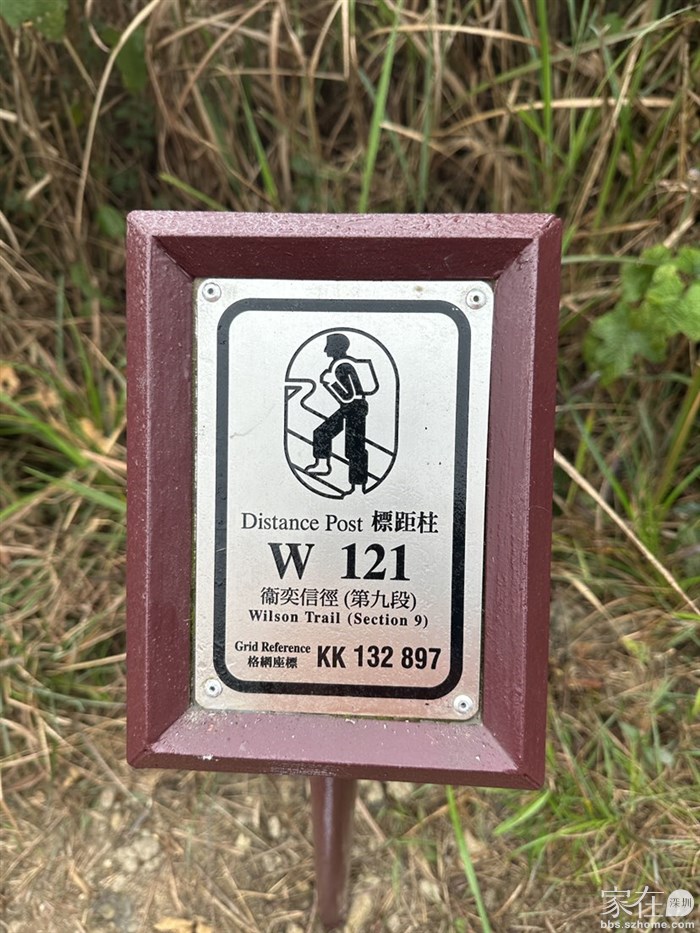 Distance Post 標距柱
W 121
衞奕信徑 (第九段)
Wilson Trail (Section 9)
Grid Reference
格網座標
KK 132 897
家在深圳
bbs.szhome.com